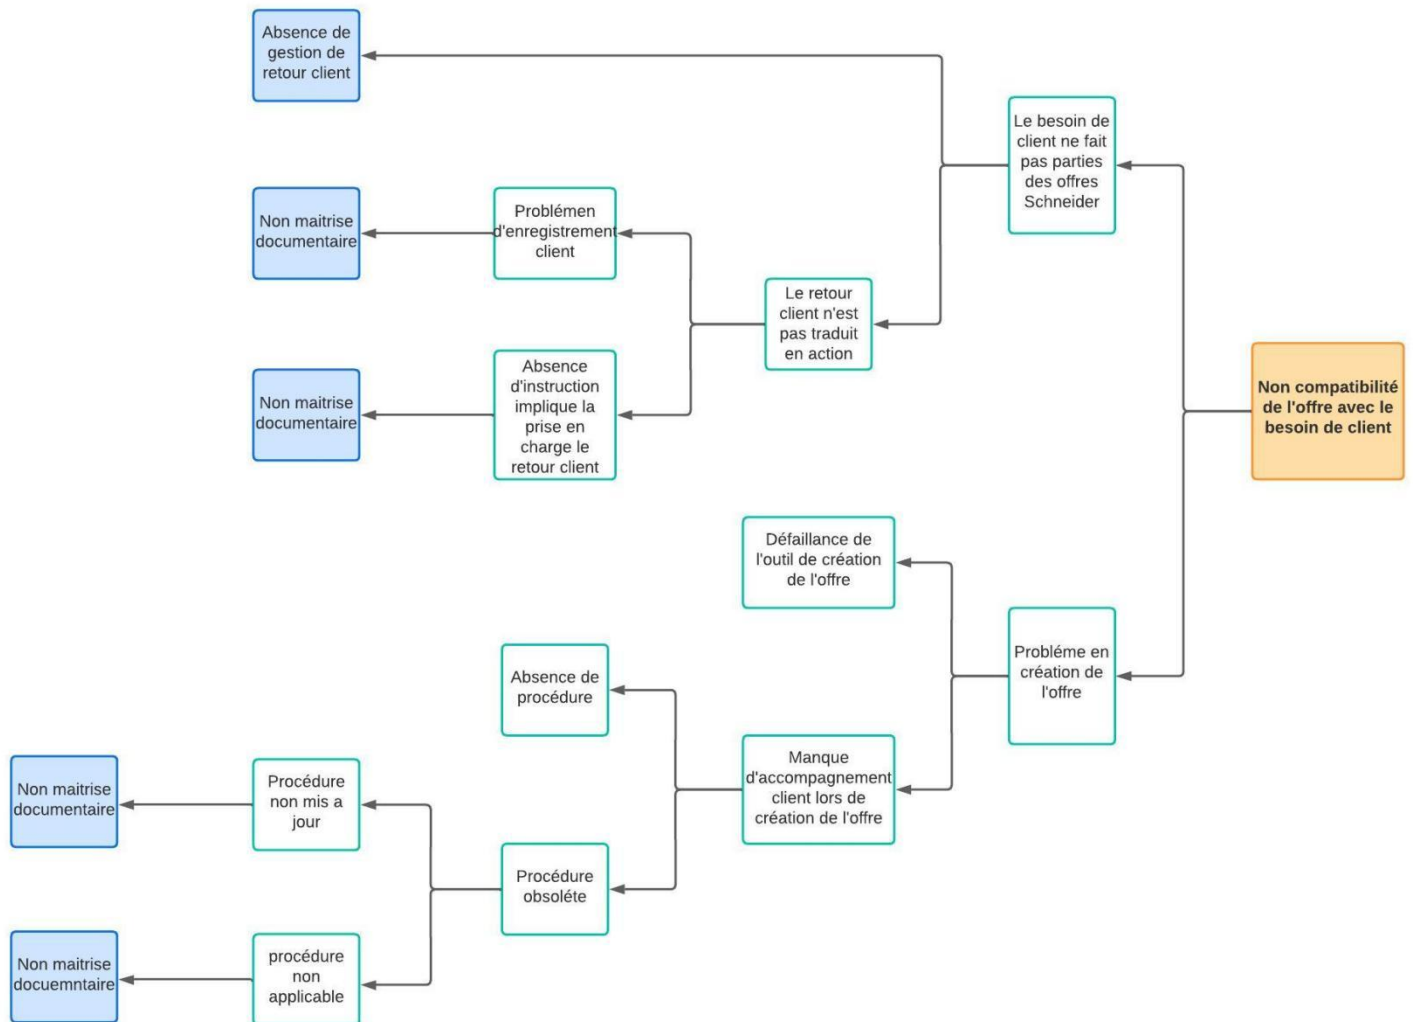 Absence de
gestion de
retour client
Le besoin de
client ne fait
pas parties
des offres
Schneider
Non maitrise
documentaire
Problémen
d'enregistrement
client
Le retour
client n'est
pas traduit
en action
Non maitrise
documentaire
Absence
d'instruction
implique la
prise en
charge le
retour client
Non compatibilité
de l'offre avec le
besoin de client
Défaillance de
l'outil de création
de l'offre
Absence de
procédure
Probléme en
création de
l'offre
Manque
d'accompagnement
client lors de
création de l'offre
Non maitrise
documentaire
Procédure
non mis a
jour
Procédure
obsoléte
Non maitrise
docuemntaire
procédure
non
applicable